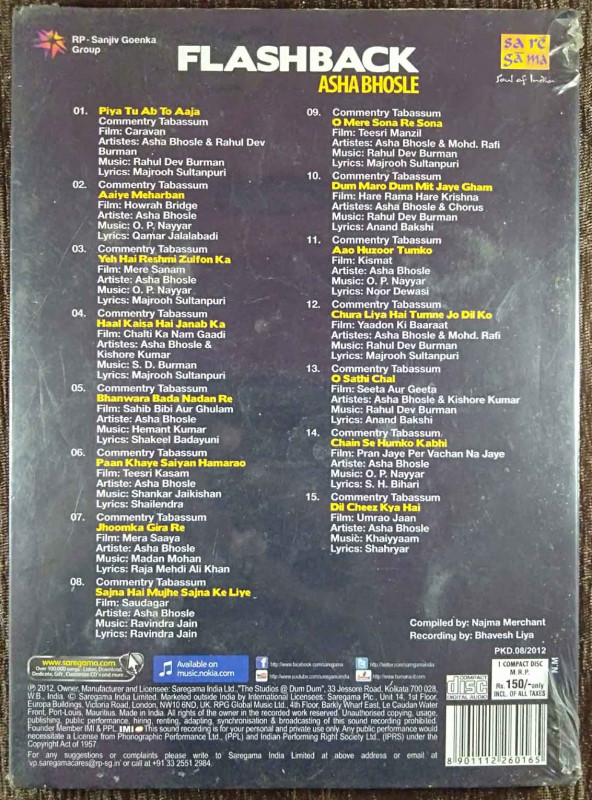 RP - Sanjiv Goenka
Group
FLASHBACK
ASHA BHOSLE
sa re
ga ma
Soul of India
01. Piya Tu Ab To Aaja
Commentry Tabassum
Film: Caravan
Artistes: Asha Bhosle & Rahul Dev
Burman
Music: Rahul Dev Burman
Lyrics: Majrooh Sultanpuri
02. Commentry Tabassum
Aaiye Meharban
Film: Howrah Bridge
Artiste: Asha Bhosle
Music: O. P. Nayyar
Lyrics: Qamar Jalalabadi
03. Commentry Tabassum
Yeh Hai Reshmi Zulfon Ka
Film: Mere Sanam
Artiste: Asha Bhosle
Music: O. P. Nayyar
Lyrics: Majrooh Sultanpuri
04. Commentry Tabassum
Haal Kaisa Hai Janab Ka
Film: Chalti Ka Nam Gaadi
Artistes: Asha Bhosle &
Kishore Kumar
Music: S. D. Burman
Lyrics: Majrooh Sultanpuri
05. Commentry Tabassum
Bhanwara Bada Nadan Re
Film: Sahib Bibi Aur Ghulam
Artiste: Asha Bhosle
Music: Hemant Kumar
Lyrics: Shakeel Badayuni
06. Commentry Tabassum
Paan Khaye Saiyan Hamarao
Film: Teesri Kasam
Artiste: Asha Bhosle
Music: Shankar Jaikishan
Lyrics: Shailendra
07. Commentry Tabassum
Jhoomka Gira Re
Film: Mera Saaya
Artiste: Asha Bhosle
Music: Madan Mohan
Lyrics: Raja Mehdi Ali Khan
08. Commentry Tabassum
Sajna Hai Mujhe Sajna Ke Liye
Film: Saudagar
Artiste: Asha Bhosle
Music: Ravindra Jain
Lyrics: Ravindra Jain
09. Commentry Tabassum
O Mere Sona Re Sona
Film: Teesri Manzil
Artistes: Asha Bhosle & Mohd. Rafi
Music: Rahul Dev Burman
Lyrics: Majrooh Sultanpuri
10. Commentry Tabassum
Dum Maro Dum Mit Jaye Gham
Film: Hare Rama Hare Krishna
Artistes: Asha Bhosle & Chorus
Music: Rahul Dev Burman
Lyrics: Anand Bakshi
11. Commentry Tabassum
Aao Huzoor Tumko
Film: Kismat
Artiste: Asha Bhosle
Music: O. P. Nayyar
Lyrics: Noor Dewasi
12. Commentry Tabassum
Chura Liya Hai Tumne Jo Dil Ko
Film: Yaadon Ki Baaraat
Artistes: Asha Bhosle & Mohd. Rafi
Music: Rahul Dev Burman
Lyrics: Majrooh Sultanpuri
13. Commentry Tabassum
O Sathi Chal
Film: Seeta Aur Geeta
Artistes: Asha Bhosle & Kishore Kumar
Music: Rahul Dev Burman
Lyrics: Anand Bakshi
14. Commentry Tabassum
Chain Se Humko Kabhi
Film: Pran Jaye Per Vachan Na Jaye
Artiste: Asha Bhosle
Music: O. P. Nayyar
Lyrics: S. H. Bihari
15. Commentry Tabassum
Dil Cheez Kya Hai
Film: Umrao Jaan
Artiste: Asha Bhosle
Music: Khaiyyaam
Lyrics: Shahryar
Compiled by: Najma Merchant
Recording by: Bhavesh Liya
PKD.08/2012
N.M
www.saregama.com
Over 100,000 songs - Listen, Download,
Dedicate, Gift, Customize CD's and more...
Available on
music.nokia.com
http://www.facebook.com/saregama
http://twitter.com/saregamaindia
http://www.youtube.com/saregama
COMPACT
disc
DIGITAL AUDIO
1 COMPACT DISC
M.R.P.
Rs. 150/-only
INCL. OF ALL TAXES
℗ 2012. Owner, Manufacturer and Licensee: Saregama India Ltd., "The Studios @ Dum Dum", 33 Jessore Road, Kolkata 700 028,
W.B., India. © Saregama India Limited. Marketed outside India by International Licensees: Saregama Plc., Unit 14, 1st Floor,
Europa Buildings, Victoria Road, London, NW10 6ND, UK. RPG Global Music Ltd., 4th Floor, Barkly Wharf East, Le Caudan Water
Front, Port-Louis, Mauritius. Made in India. All rights of the owner in the recorded work reserved. Unauthorised copying, usage,
publishing, public performance, hiring, renting, adapting, synchronisation & broadcasting of this sound recording prohibited.
Founder Member IMI & PPL IMI This sound recording is for your personal and private use only. Any public performance would
necessitate a License from Phonographic Performance Ltd., (PPL) and Indian Performing Right Society Ltd., (IPRS) under the
Copyright Act of 1957.
For any suggestions or complaints please write to Saregama India Limited at above address or email at
'vp.saregamacares@rp-sg.in' or call at +91 33 2551 2984.
8 901112 260165